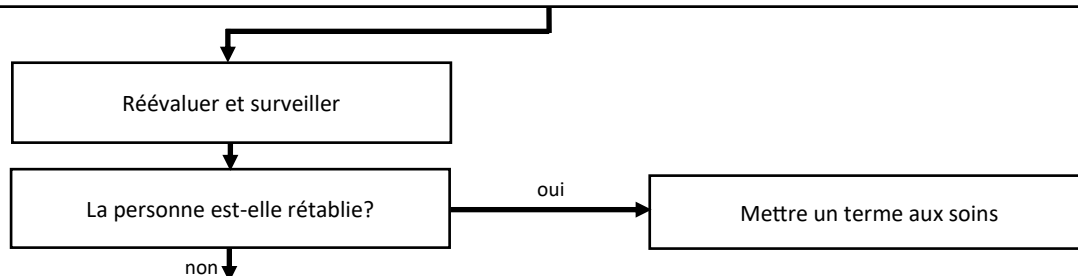 Réévaluer et surveiller
La personne est-elle rétablie?
oui
Mettre un terme aux soins
non